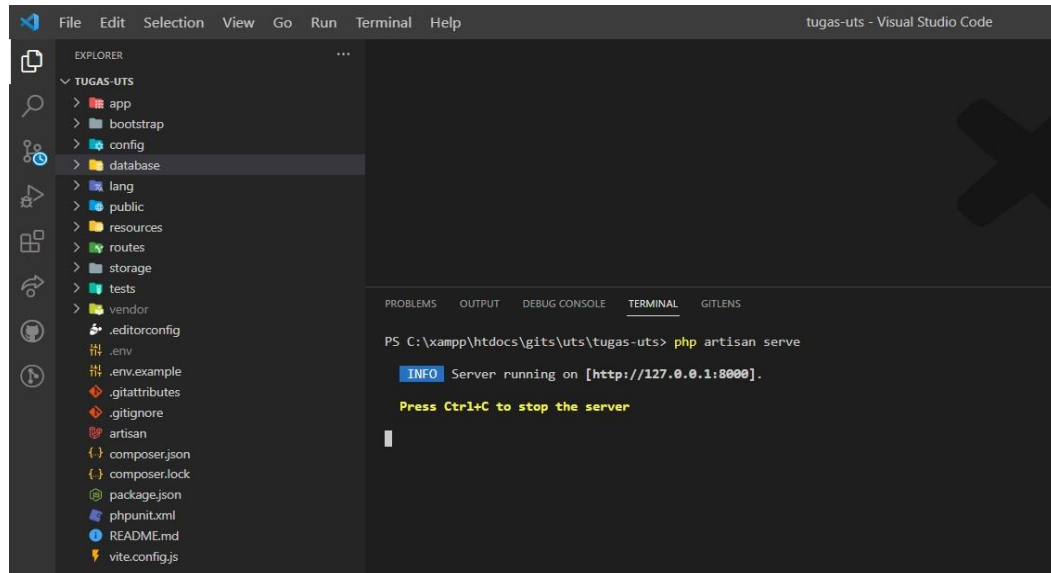 File Edit Selection View Go Run Terminal Help
tugas-uts - Visual Studio Code
EXPLORER
TUGAS-UTS
app
bootstrap
config
database
lang
public
resources
routes
storage
tests
vendor
.editorconfig
.env
.env.example
.gitattributes
.gitignore
artisan
composer.json
composer.lock
package.json
phpunit.xml
README.md
vite.config.js
PROBLEMS OUTPUT DEBUG CONSOLE TERMINAL GITLENS
PS C:\xampp\htdocs\gits\uts\tugas-uts> php artisan serve
INFO Server running on [http://127.0.0.1:8000].
Press Ctrl+C to stop the server